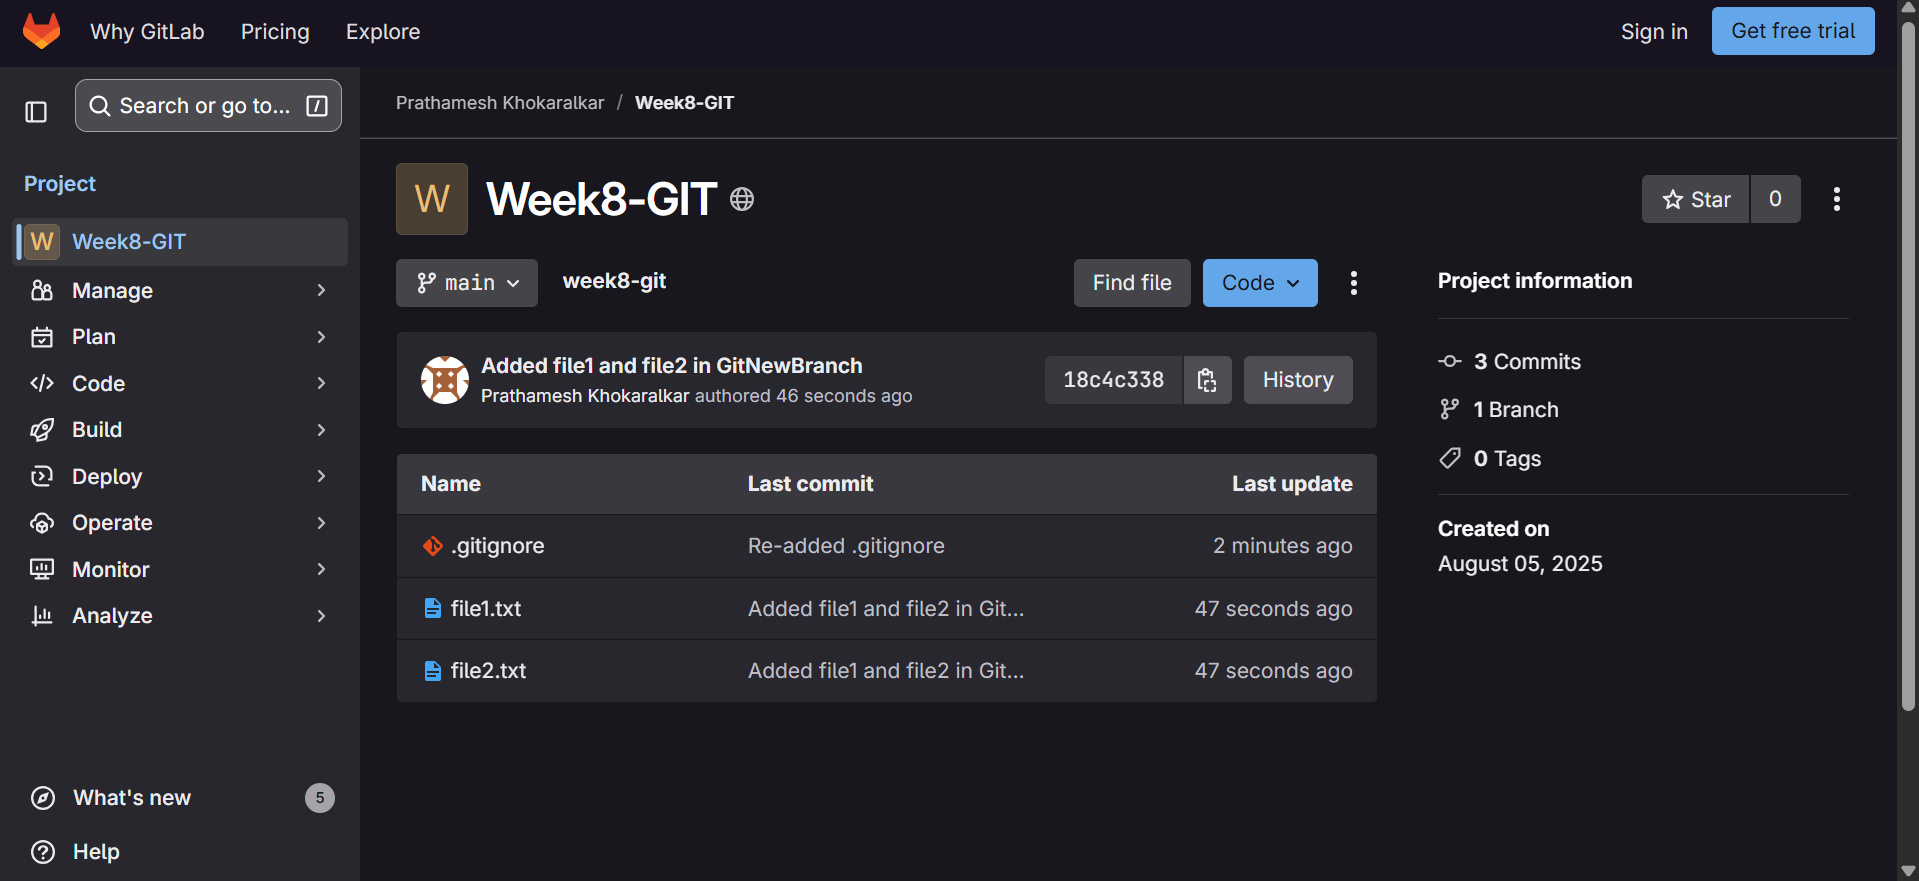 Why GitLab Pricing Explore Sign in Get free trial
Search or go to... /
Prathamesh Khokaralkar / Week8-GIT
Project
W Week8-GIT
Manage
Plan
Code
Build
Deploy
Operate
Monitor
Analyze
What's new 5
Help
W Week8-GIT
Star 0
main week8-git Find file Code
Added file1 and file2 in GitNewBranch
Prathamesh Khokaralkar authored 46 seconds ago
18c4c338 History
Name Last commit Last update
.gitignore Re-added .gitignore 2 minutes ago
file1.txt Added file1 and file2 in Git... 47 seconds ago
file2.txt Added file1 and file2 in Git... 47 seconds ago
Project information
3 Commits
1 Branch
0 Tags
Created on
August 05, 2025